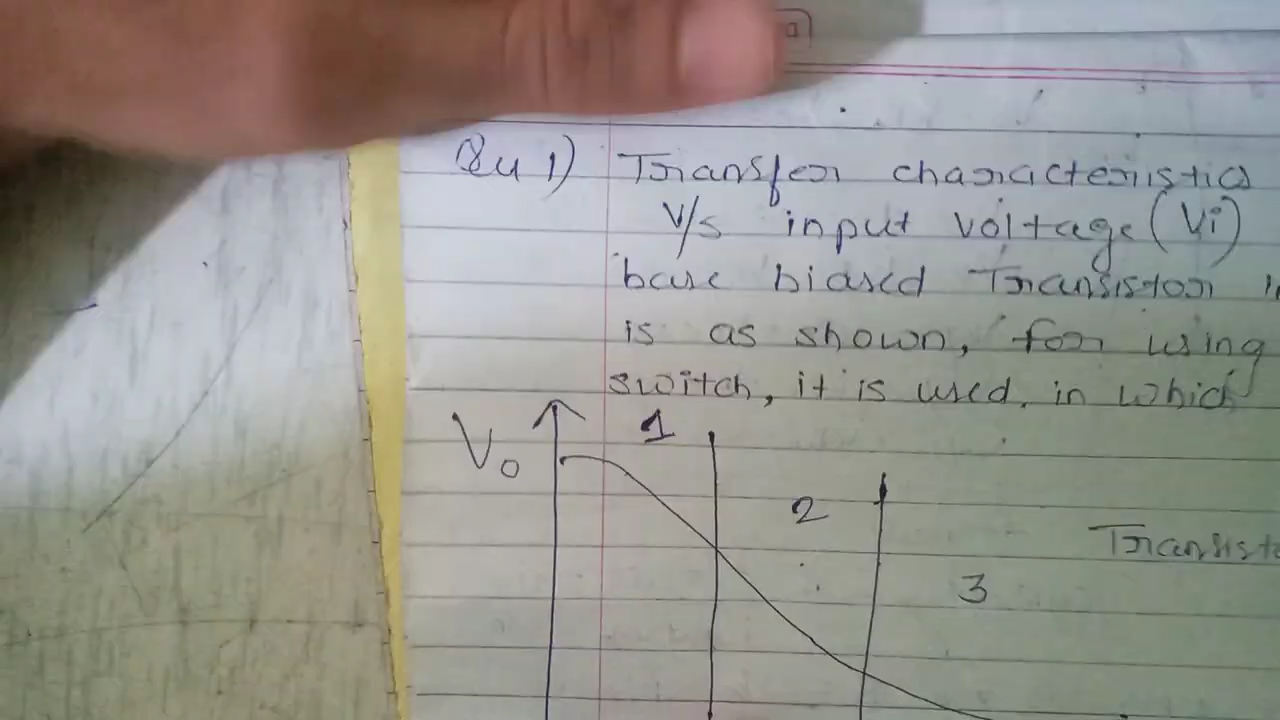 Qu 1) Transfer characteristics
V/s input voltage (Vi)
base biased Transistor
is as shown, for using
switch, it is used, in which
1
V₀
2
3